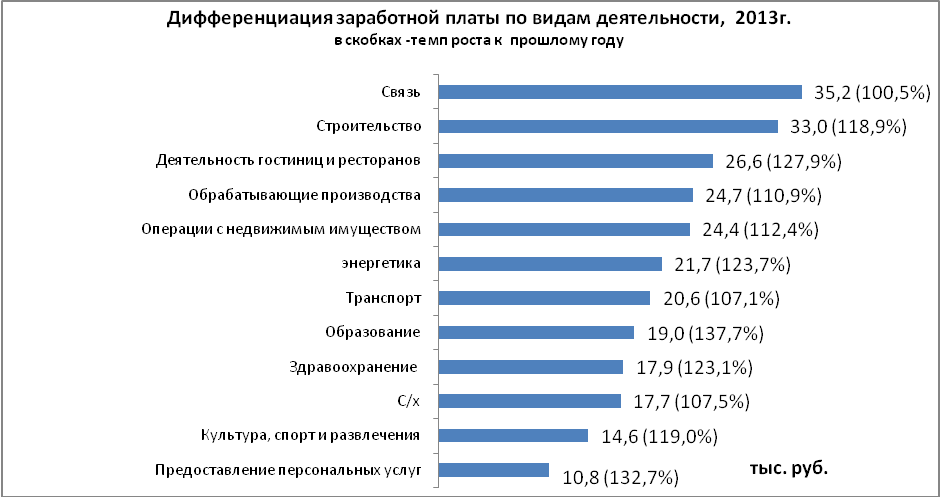 Дифференциация заработной платы по видам деятельности, 2013г.
в скобках -темп роста к прошлому году
Связь 35,2 (100,5%)
Строительство 33,0 (118,9%)
Деятельность гостиниц и ресторанов 26,6 (127,9%)
Обрабатывающие производства 24,7 (110,9%)
Операции с недвижимым имуществом 24,4 (112,4%)
энергетика 21,7 (123,7%)
Транспорт 20,6 (107,1%)
Образование 19,0 (137,7%)
Здравоохранение 17,9 (123,1%)
С/х 17,7 (107,5%)
Культура, спорт и развлечения 14,6 (119,0%)
Предоставление персональных услуг 10,8 (132,7%)
тыс. руб.